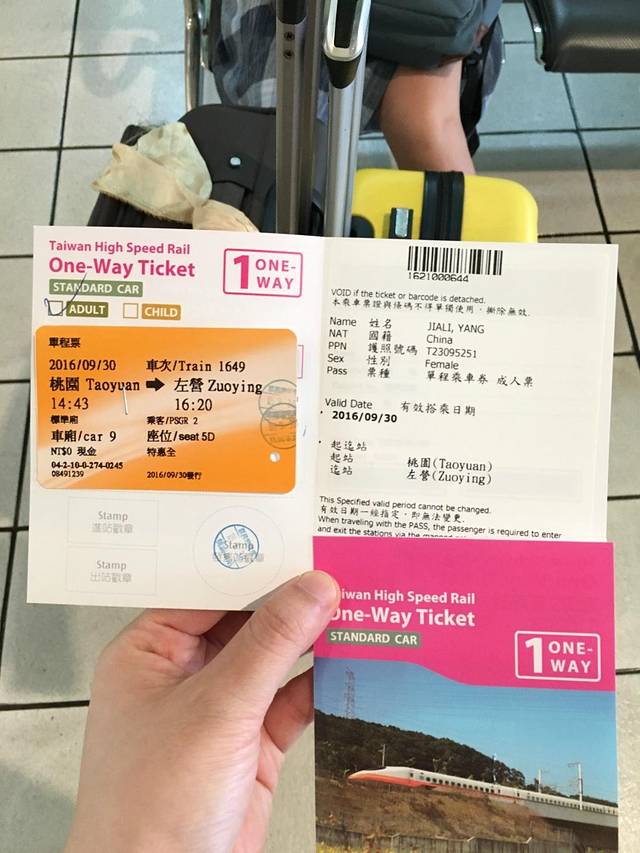 Taiwan High Speed Rail
One-Way Ticket
STANDARD CAR
ADULT
CHILD
1 ONE-WAY
單程票
2016/09/30 車次/Train 1649
桃園 Taoyuan ➡ 左營 Zuoying
14:43 16:20
標準廂 乘客/PSGR 2
車廂/car 9 座位/seat 5D
NT$0 現金 特惠全
04-2-10-0-274-0245
08491239 2016/09/30發行
Stamp
進站戳章
Stamp
出站戳章
Stamp
1621000644
VOID if the ticket or barcode is detached.
本乘車票證與條碼不得單獨使用，撕除無效.
Name 姓名 JIALI, YANG
NAT 國籍 China
PPN 護照號碼 T23095251
Sex 性別 Female
Pass 票種 單程乘車券 成人票
Valid Date 有效搭乘日期
2016/09/30
起迄站
起站 桃園(Taoyuan)
迄站 左營(Zuoying)
This Specified valid period cannot be changed.
有效日期一經指定，即無法變更.
When traveling with the PASS, the passenger is required to enter
and exit the stations via the
Taiwan High Speed Rail
One-Way Ticket
STANDARD CAR
1 ONE-WAY